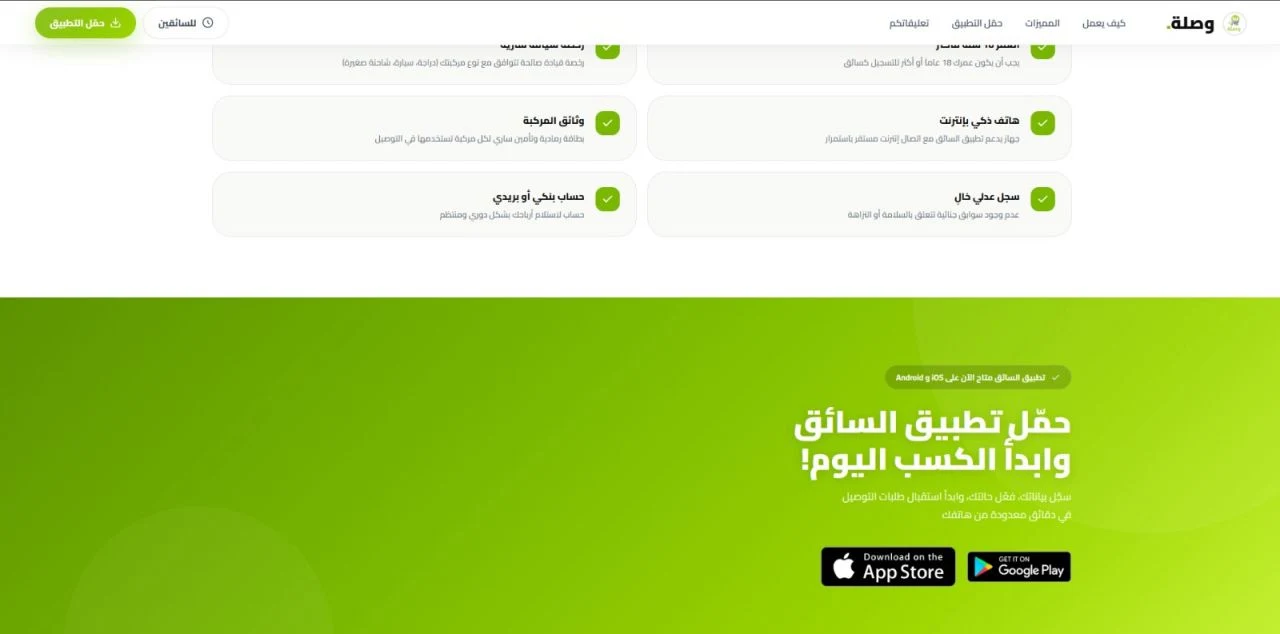 وصلة.
كيف يعمل
المميزات
حمّل التطبيق
تعليقاتكم
للسائقين
حمّل التطبيق
يجب أن يكون عمرك 18 عاماً أو أكثر للتسجيل كسائق
رخصة قيادة صالحة تتوافق مع نوع مركبتك (دراجة، سيارة، شاحنة صغيرة)
هاتف ذكي بإنترنت
جهاز يدعم تطبيق السائق مع اتصال إنترنت مستقر باستمرار
وثائق المركبة
بطاقة رمادية وتأمين ساري لكل مركبة تستخدمها في التوصيل
سجل عدلي خالٍ
عدم وجود سوابق جنائية تتعلق بالسلامة أو النزاهة
حساب بنكي أو بريدي
حساب لاستلام أرباحك بشكل دوري ومنتظم
تطبيق السائق متاح الآن على iOS و Android
حمّل تطبيق السائق
وابدأ الكسب اليوم!
سجّل بياناتك، فعّل حالتك، وابدأ استقبال طلبات التوصيل
في دقائق معدودة من هاتفك
GET IT ON
Google Play
Download on the
App Store